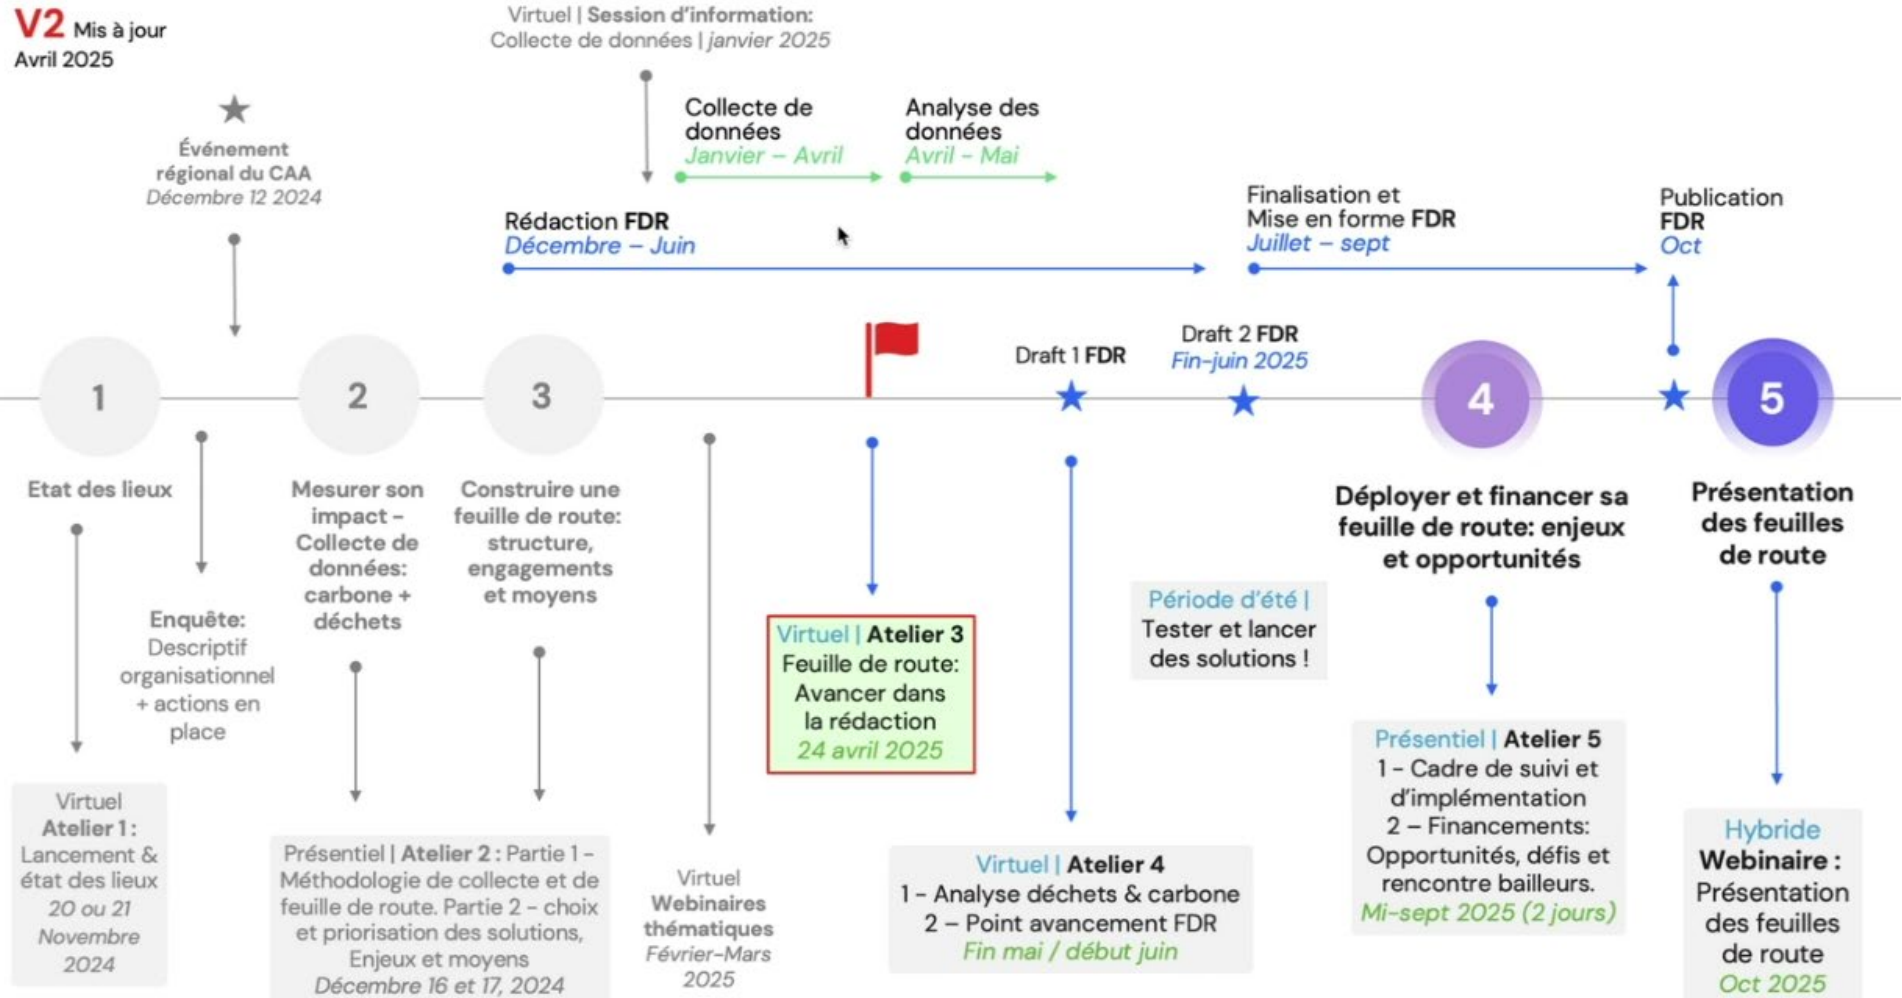 V2 Mis à jour
Avril 2025
Virtuel | Session d'information:
Collecte de données | janvier 2025
Événement
régional du CAA
Décembre 12 2024
Collecte de
données
Janvier – Avril
Analyse des
données
Avril - Mai
Rédaction FDR
Décembre – Juin
Finalisation et
Mise en forme FDR
Juillet – sept
Publication
FDR
Oct
Draft 1 FDR
Draft 2 FDR
Fin-juin 2025
1
2
3
4
5
Etat des lieux
Enquête:
Descriptif
organisationnel
+ actions en
place
Mesurer son
impact -
Collecte de
données:
carbone +
déchets
Construire une
feuille de route:
structure,
engagements
et moyens
Déployer et financer sa
feuille de route: enjeux
et opportunités
Présentation
des feuilles
de route
Virtuel
Atelier 1 :
Lancement &
état des lieux
20 ou 21
Novembre
2024
Présentiel | Atelier 2 : Partie 1 -
Méthodologie de collecte et de
feuille de route. Partie 2 - choix
et priorisation des solutions,
Enjeux et moyens
Décembre 16 et 17, 2024
Virtuel
Webinaires
thématiques
Février-Mars
2025
Virtuel | Atelier 3
Feuille de route:
Avancer dans
la rédaction
24 avril 2025
Virtuel | Atelier 4
1 - Analyse déchets & carbone
2 – Point avancement FDR
Fin mai / début juin
Période d'été |
Tester et lancer
des solutions !
Présentiel | Atelier 5
1 - Cadre de suivi et
d'implémentation
2 – Financements:
Opportunités, défis et
rencontre bailleurs.
Mi-sept 2025 (2 jours)
Hybride
Webinaire :
Présentation
des feuilles
de route
Oct 2025